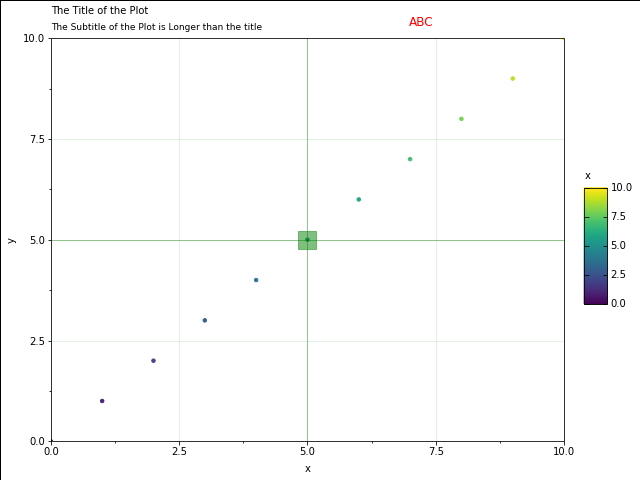 The Title of the Plot
The Subtitle of the Plot is Longer than the title
ABC
10.0
7.5
5.0
2.5
0.0
y
0.0 2.5 5.0 7.5 10.0
x
x
10.0
7.5
5.0
2.5
0.0